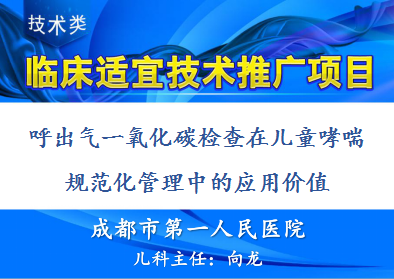 技术类
临床适宜技术推广项目
呼出气一氧化碳检查在儿童哮喘
规范化管理中的应用价值
成都市第一人民医院
儿科主任：向龙